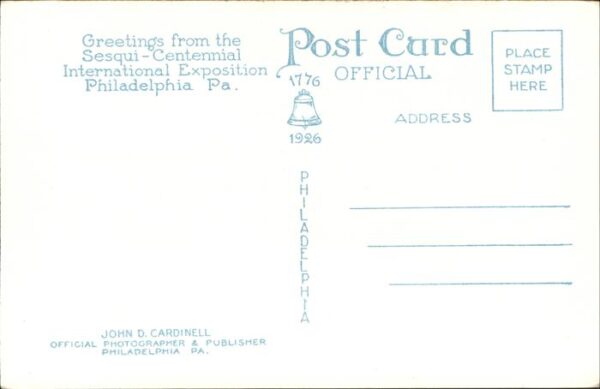 Greetings from the
Sesqui-Centennial
International Exposition
Philadelphia Pa.
Post Card
OFFICIAL
1776
1926
PLACE
STAMP
HERE
ADDRESS
PHILADELPHIA
JOHN D. CARDINELL
OFFICIAL PHOTOGRAPHER & PUBLISHER
PHILADELPHIA PA.